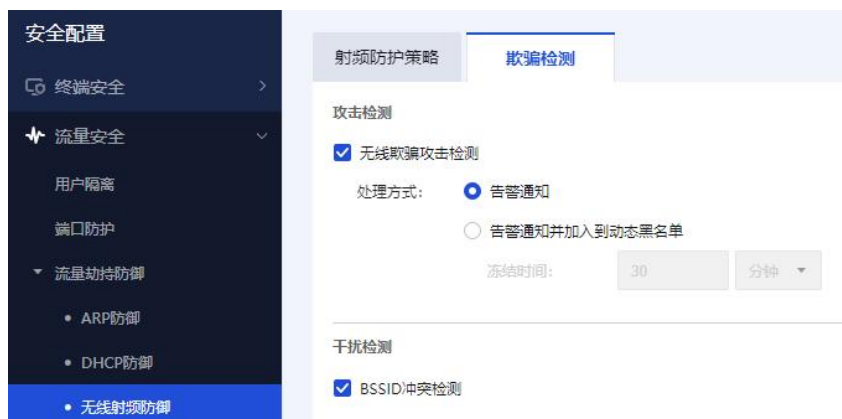 安全配置
终端安全
流量安全
用户隔离
端口防护
流量劫持防御
ARP防御
DHCP防御
无线射频防御
射频防护策略
欺骗检测
攻击检测
无线欺骗攻击检测
处理方式:
告警通知
告警通知并加入到动态黑名单
冻结时间:
30
分钟
干扰检测
BSSID冲突检测